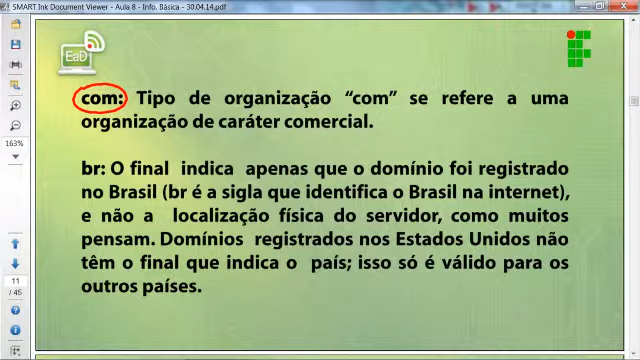 SMART Ink Document Viewer - Aula 8 - Info. Básica - 30.04.14.pdf
EaD
com: Tipo de organização “com” se refere a uma
organização de caráter comercial.
163%
br: O final indica apenas que o domínio foi registrado
no Brasil (br é a sigla que identifica o Brasil na internet),
e não a localização física do servidor, como muitos
pensam. Domínios registrados nos Estados Unidos não
têm o final que indica o país; isso só é válido para os
outros países.
11
/ 45